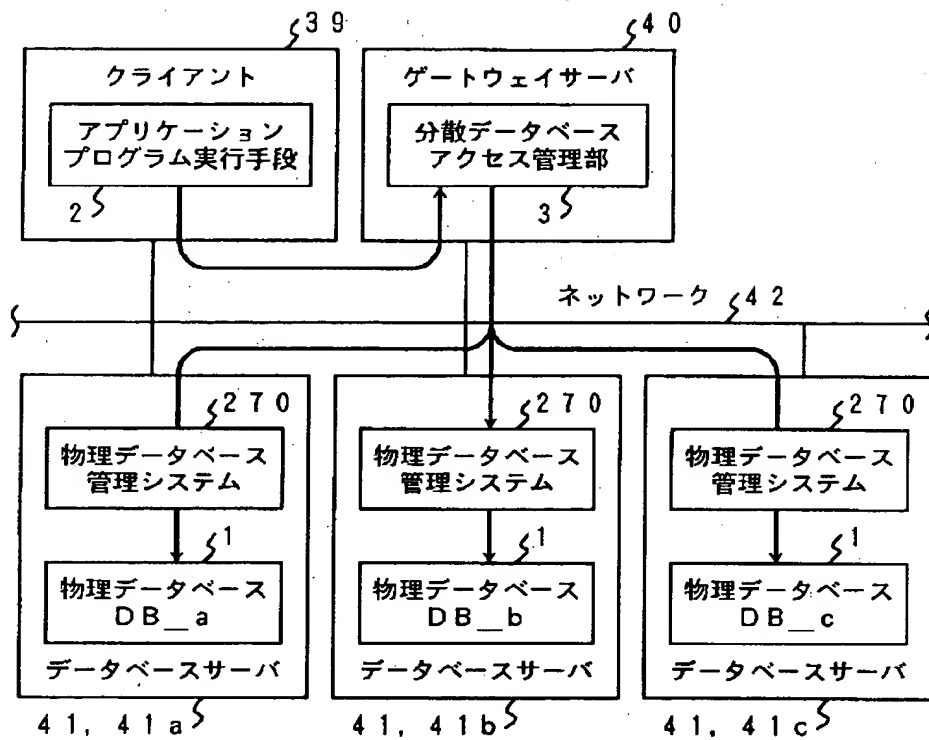 39
40
クライアント
ゲートウェイサーバ
アプリケーション
プログラム実行手段
分散データベース
アクセス管理部
2
3
ネットワーク
42
270
270
270
物理データベース
管理システム
物理データベース
管理システム
物理データベース
管理システム
1
1
1
物理データベース
DB__a
物理データベース
DB__b
物理データベース
DB__c
データベースサーバ
データベースサーバ
データベースサーバ
41, 41a
41, 41b
41, 41c